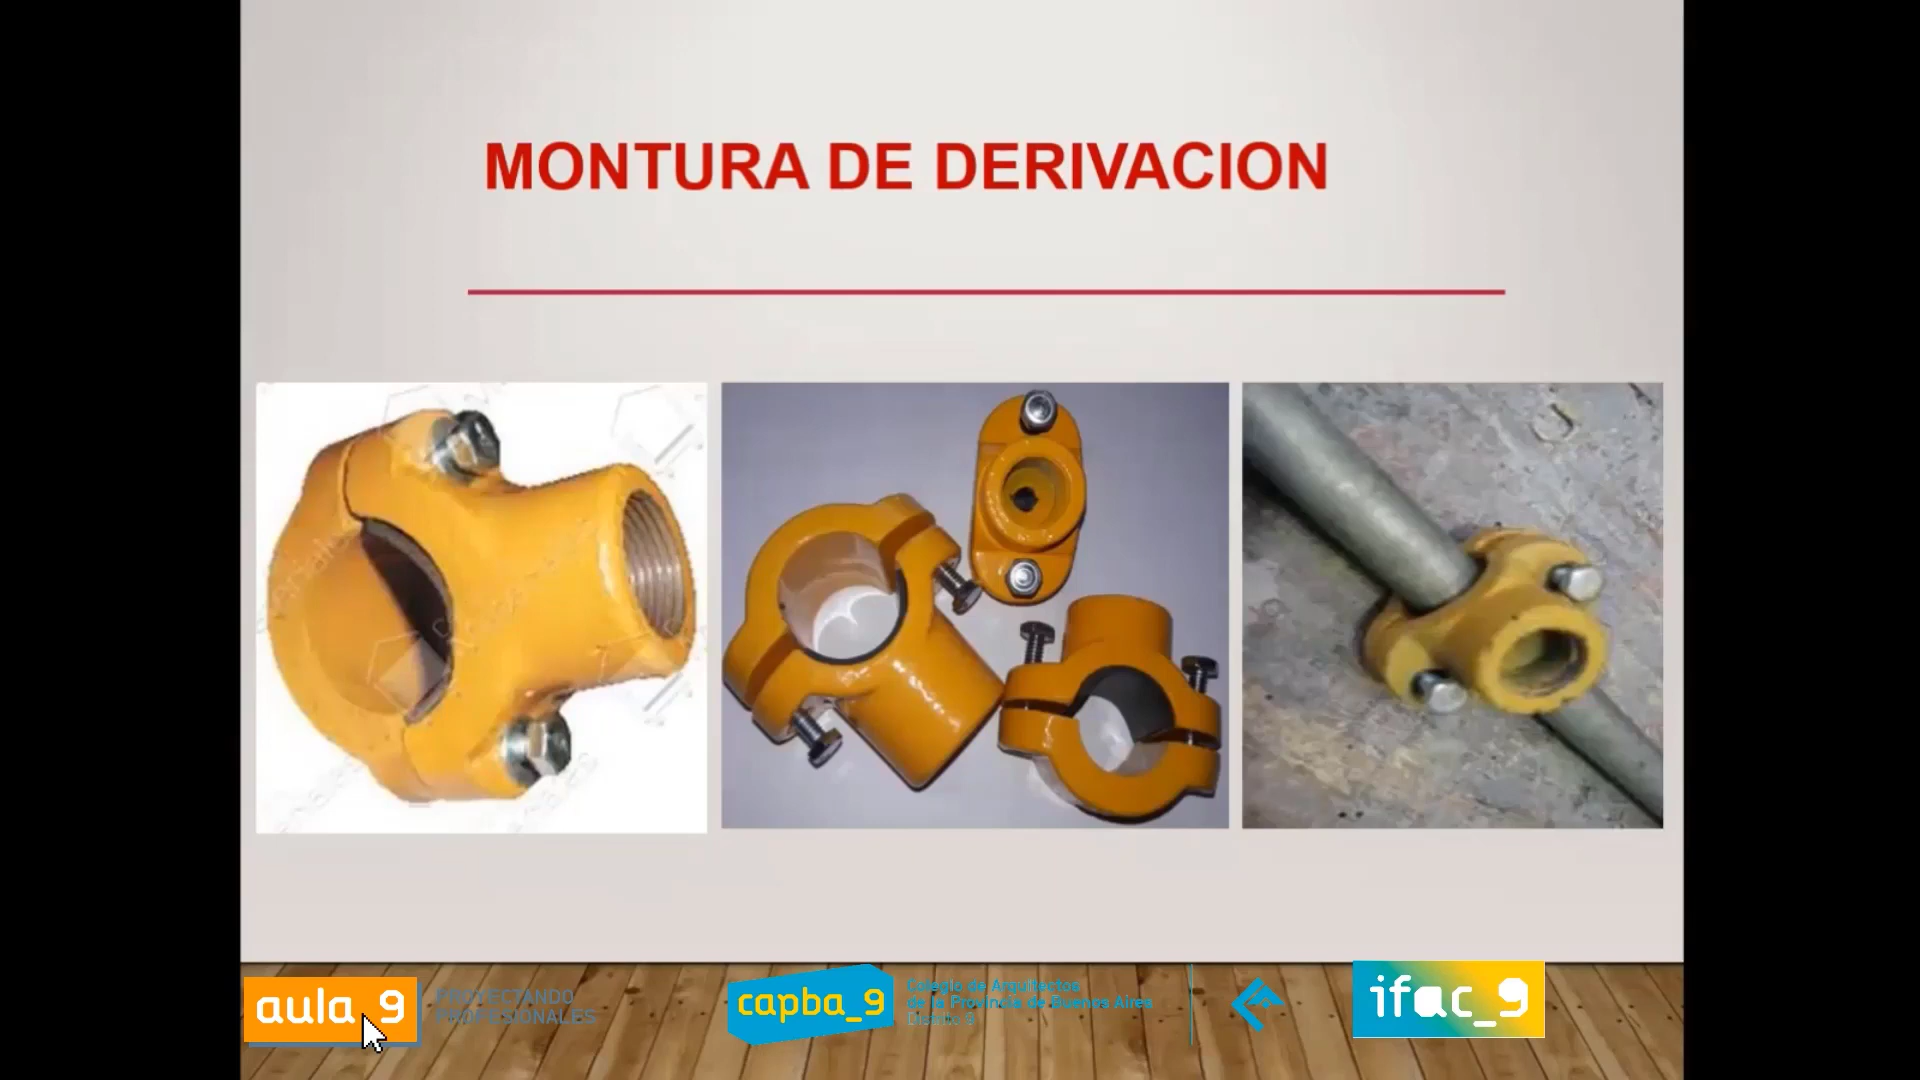 MONTURA DE DERIVACION
aula_9
PROYECTANDO
PROFESIONALES
capba_9
Colegio de Arquitectos
de la Provincia de Buenos Aires
Distrito 9
ifac_9